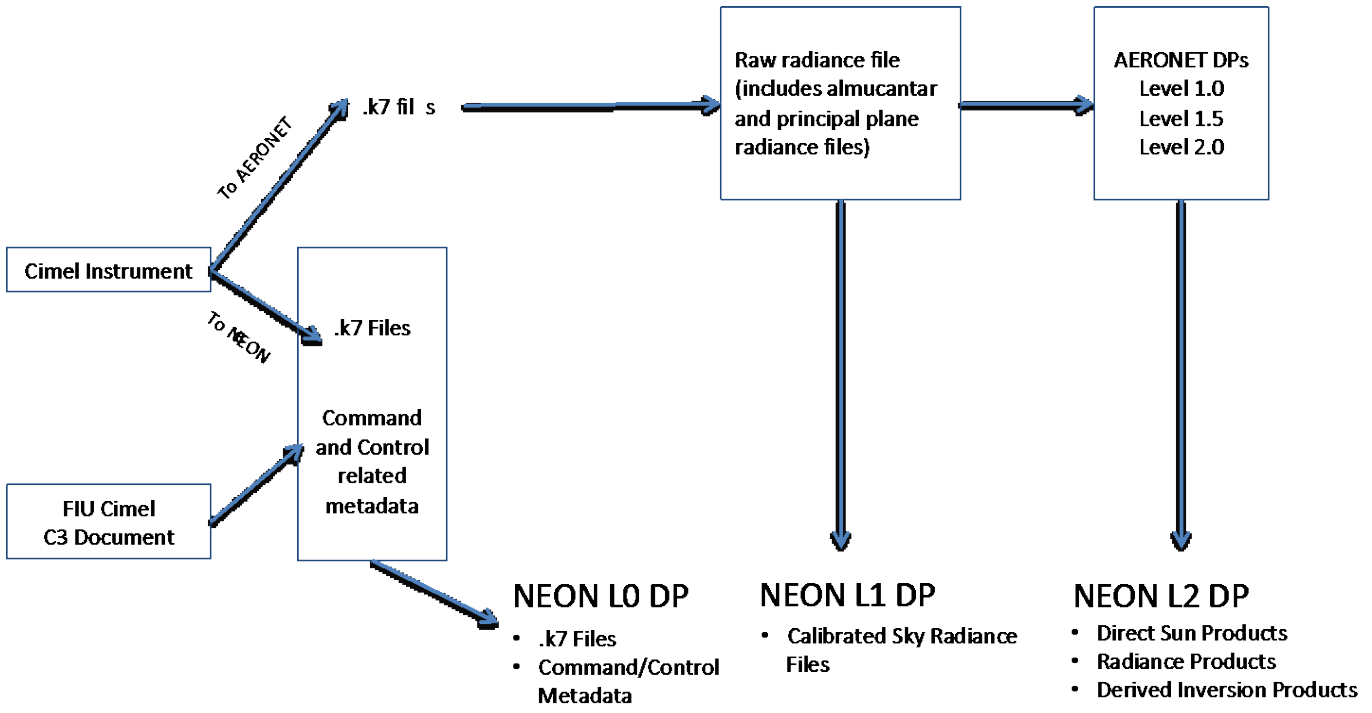 To AERONET
.k7 fil s
Raw radiance file
(includes almucantar
and principal plane
radiance files)
AERONET DPs
Level 1.0
Level 1.5
Level 2.0
Cimel Instrument
To NEON
.k7 Files
Command
and Control
related
metadata
FIU Cimel
C3 Document
NEON L0 DP
• .k7 Files
• Command/Control
Metadata
NEON L1 DP
• Calibrated Sky Radiance
Files
NEON L2 DP
• Direct Sun Products
• Radiance Products
• Derived Inversion Products